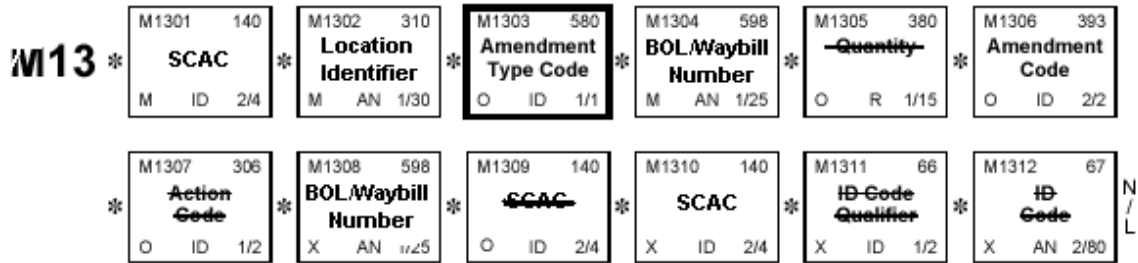 M1301 140 M1302 310 M1303 580 M1304 598 M1305 380 M1306 393
M13 * SCAC * Location Identifier * Amendment Type Code * BOL/Waybill Number * Quantity * Amendment Code
M ID 2/4 M AN 1/30 O ID 1/1 M AN 1/25 O R 1/15 O ID 2/2
M1307 306 M1308 598 M1309 140 M1310 140 M1311 66 M1312 67
* Action Code * BOL/Waybill Number * SCAC * SCAC * ID Code Qualifier * ID Code N/L
O ID 1/2 X AN 1/25 O ID 2/4 X ID 2/4 X ID 1/2 X AN 2/80